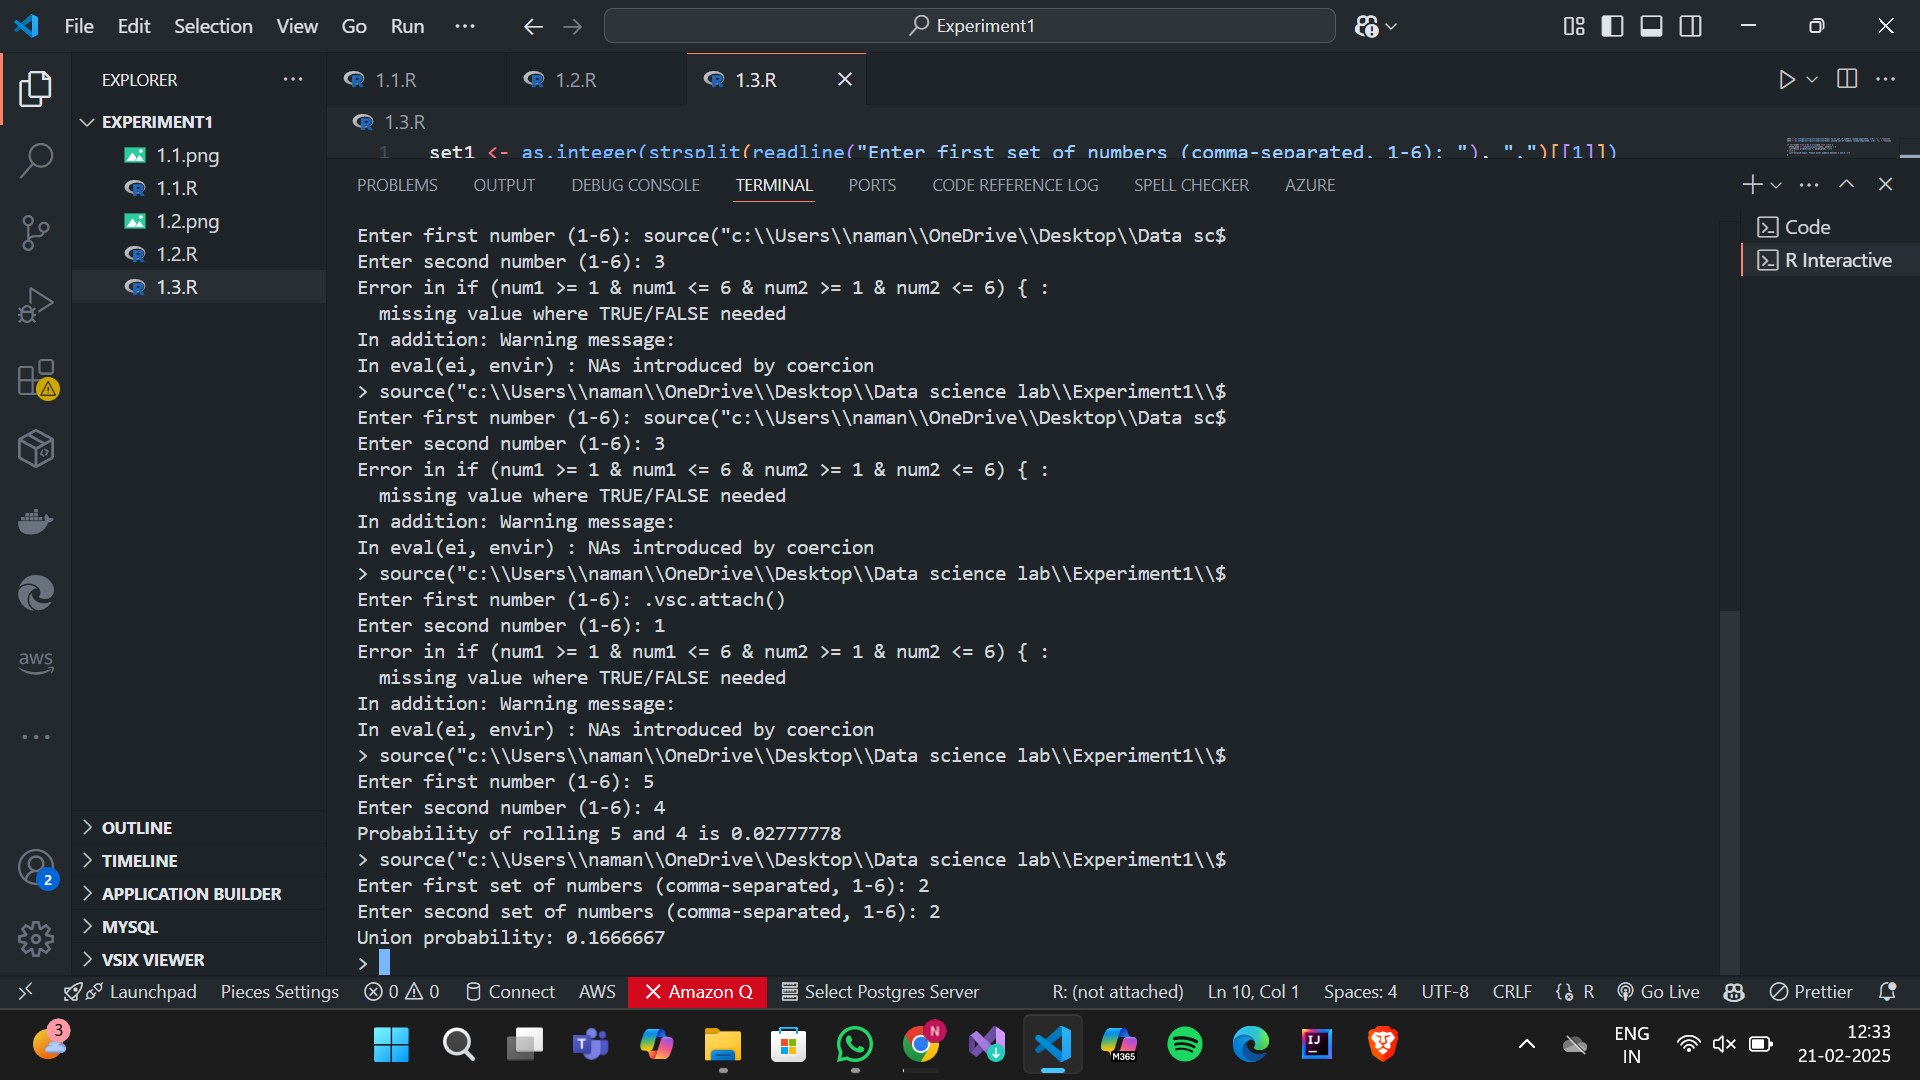 File Edit Selection View Go Run ···
Experiment1
EXPLORER ···
1.1.R
1.2.R
1.3.R
EXPERIMENT1
1.1.png
1.1.R
1.2.png
1.2.R
1.3.R
OUTLINE
TIMELINE
APPLICATION BUILDER
MYSQL
VSIX VIEWER
aws
2
1.3.R
1 set1 <- as.integer(strsplit(readline("Enter first set of numbers (comma-separated, 1-6): "), ",")[[1]])
PROBLEMS OUTPUT DEBUG CONSOLE TERMINAL PORTS CODE REFERENCE LOG SPELL CHECKER AZURE
Code
R Interactive
Enter first number (1-6): source("c:\\Users\\naman\\OneDrive\\Desktop\\Data sc$
Enter second number (1-6): 3
Error in if (num1 >= 1 & num1 <= 6 & num2 >= 1 & num2 <= 6) { :
  missing value where TRUE/FALSE needed
In addition: Warning message:
In eval(ei, envir) : NAs introduced by coercion
> source("c:\\Users\\naman\\OneDrive\\Desktop\\Data science lab\\Experiment1\\$
Enter first number (1-6): source("c:\\Users\\naman\\OneDrive\\Desktop\\Data sc$
Enter second number (1-6): 3
Error in if (num1 >= 1 & num1 <= 6 & num2 >= 1 & num2 <= 6) { :
  missing value where TRUE/FALSE needed
In addition: Warning message:
In eval(ei, envir) : NAs introduced by coercion
> source("c:\\Users\\naman\\OneDrive\\Desktop\\Data science lab\\Experiment1\\$
Enter first number (1-6): .vsc.attach()
Enter second number (1-6): 1
Error in if (num1 >= 1 & num1 <= 6 & num2 >= 1 & num2 <= 6) { :
  missing value where TRUE/FALSE needed
In addition: Warning message:
In eval(ei, envir) : NAs introduced by coercion
> source("c:\\Users\\naman\\OneDrive\\Desktop\\Data science lab\\Experiment1\\$
Enter first number (1-6): 5
Enter second number (1-6): 4
Probability of rolling 5 and 4 is 0.02777778
> source("c:\\Users\\naman\\OneDrive\\Desktop\\Data science lab\\Experiment1\\$
Enter first set of numbers (comma-separated, 1-6): 2
Enter second set of numbers (comma-separated, 1-6): 2
Union probability: 0.1666667
>
Launchpad Pieces Settings 0 0 Connect AWS Amazon Q Select Postgres Server R: (not attached) Ln 10, Col 1 Spaces: 4 UTF-8 CRLF R Go Live Prettier
3
N
M365
IJ
ENG
IN
12:33
21-02-2025